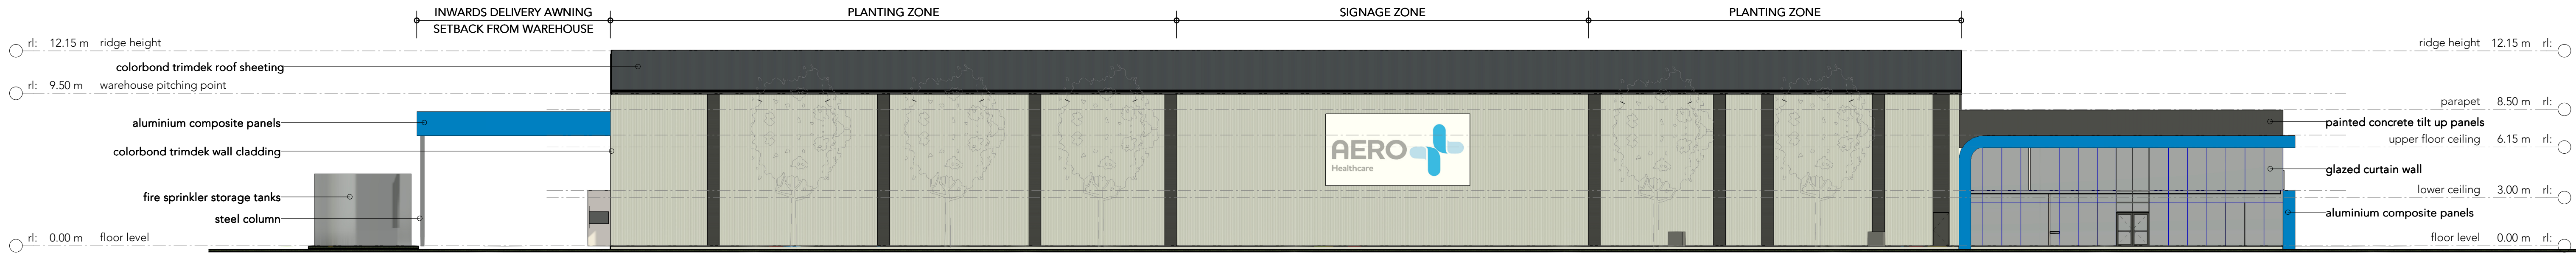 INWARDS DELIVERY AWNING
SETBACK FROM WAREHOUSE
PLANTING ZONE
SIGNAGE ZONE
PLANTING ZONE
rl: 12.15 m ridge height
colorbond trimdek roof sheeting
rl: 9.50 m warehouse pitching point
aluminium composite panels
colorbond trimdek wall cladding
fire sprinkler storage tanks
steel column
rl: 0.00 m floor level
AERO
Healthcare
ridge height 12.15 m rl:
parapet 8.50 m rl:
painted concrete tilt up panels
upper floor ceiling 6.15 m rl:
glazed curtain wall
lower ceiling 3.00 m rl:
aluminium composite panels
floor level 0.00 m rl: